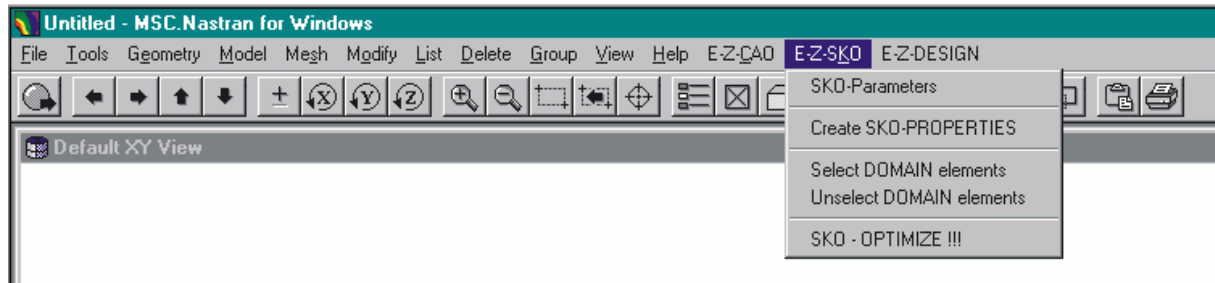 Untitled - MSC.Nastran for Windows
File Tools Geometry Model Mesh Modify List Delete Group View Help E-Z-CAO E-Z-SKO E-Z-DESIGN
± X Y Z
SKO-Parameters
Create SKO-PROPERTIES
Default XY View
Select DOMAIN elements
Unselect DOMAIN elements
SKO - OPTIMIZE !!!